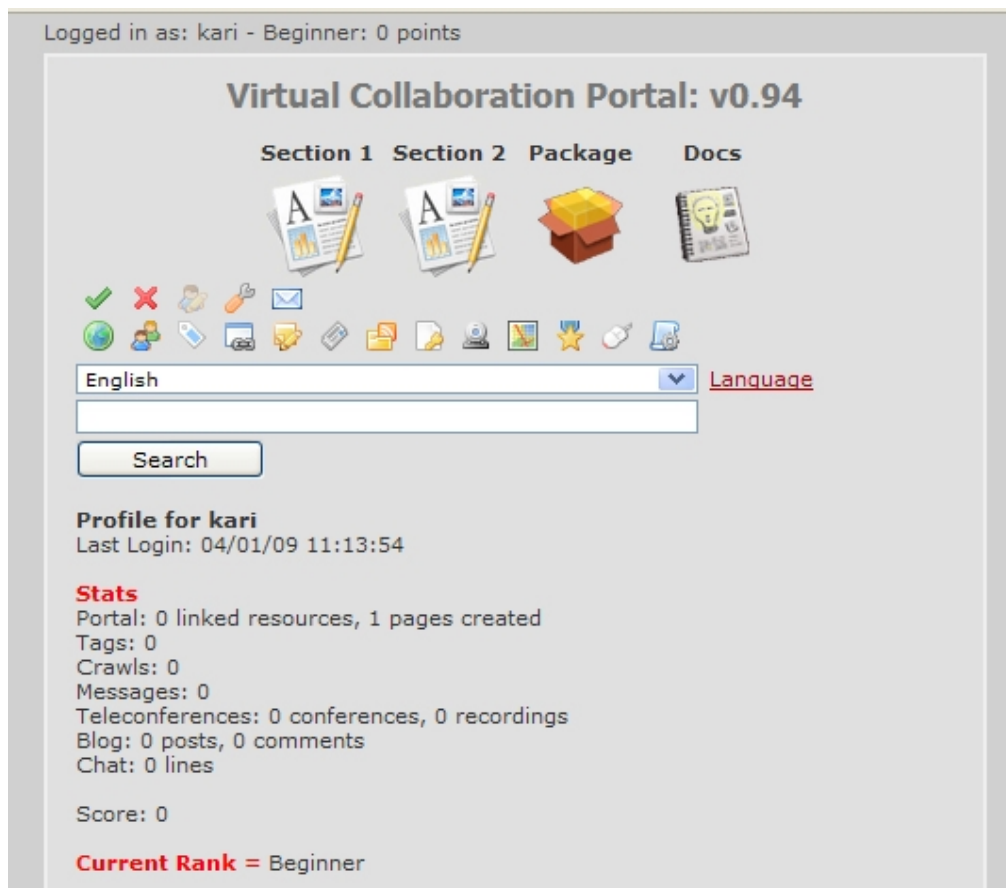 Logged in as: kari - Beginner: 0 points
Virtual Collaboration Portal: v0.94
Section 1 Section 2 Package Docs
English Language
Search
Profile for kari
Last Login: 04/01/09 11:13:54
Stats
Portal: 0 linked resources, 1 pages created
Tags: 0
Crawls: 0
Messages: 0
Teleconferences: 0 conferences, 0 recordings
Blog: 0 posts, 0 comments
Chat: 0 lines
Score: 0
Current Rank = Beginner